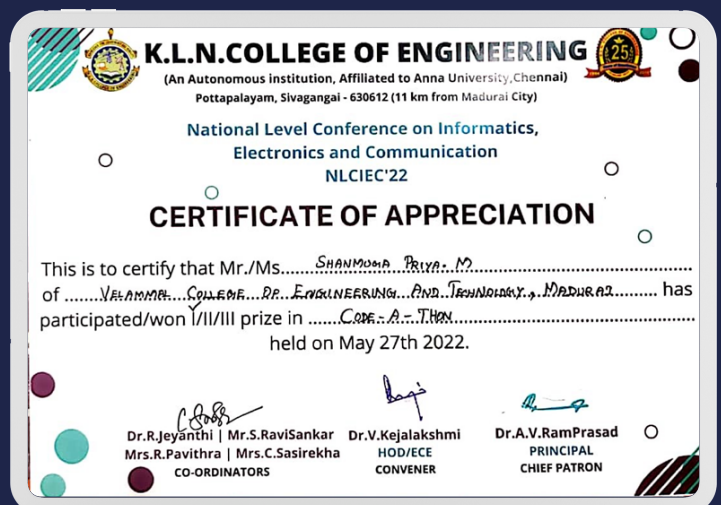 K.L.N.COLLEGE OF ENGINEERING
25
(An Autonomous institution, Affiliated to Anna University,Chennai)
Pottapalayam, Sivagangai - 630612 (11 km from Madurai City)
National Level Conference on Informatics,
Electronics and Communication
NLCIEC'22
CERTIFICATE OF APPRECIATION
This is to certify that Mr./Ms.....SHANMUGA PRIYA. M..........
of ......VELAMMAL COLLEGE OF ENGINEERING AND TECHNOLOGY, MADURAI...... has
participated/won I/II/III prize in ......CODE-A-THON..........
held on May 27th 2022.
Dr.R.Jeyanthi | Mr.S.RaviSankar Dr.V.Kejalakshmi Dr.A.V.RamPrasad
Mrs.R.Pavithra | Mrs.C.Sasirekha HOD/ECE PRINCIPAL
CO-ORDINATORS CONVENER CHIEF PATRON